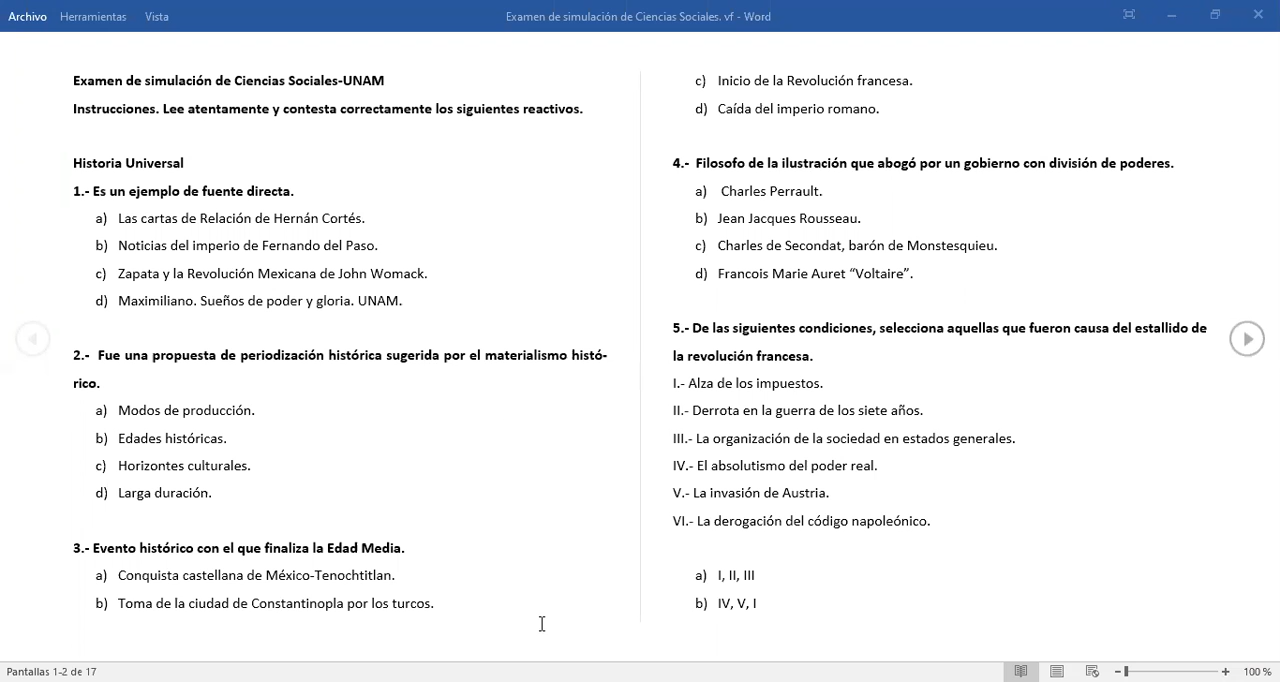 Archivo Herramientas Vista Examen de simulación de Ciencias Sociales. vf - Word
Examen de simulación de Ciencias Sociales-UNAM
Instrucciones. Lee atentamente y contesta correctamente los siguientes reactivos.
Historia Universal
1.- Es un ejemplo de fuente directa.
a) Las cartas de Relación de Hernán Cortés.
b) Noticias del imperio de Fernando del Paso.
c) Zapata y la Revolución Mexicana de John Womack.
d) Maximiliano. Sueños de poder y gloria. UNAM.
2.- Fue una propuesta de periodización histórica sugerida por el materialismo histó-
rico.
a) Modos de producción.
b) Edades históricas.
c) Horizontes culturales.
d) Larga duración.
3.- Evento histórico con el que finaliza la Edad Media.
a) Conquista castellana de México-Tenochtitlan.
b) Toma de la ciudad de Constantinopla por los turcos.
c) Inicio de la Revolución francesa.
d) Caída del imperio romano.
4.- Filosofo de la ilustración que abogó por un gobierno con división de poderes.
a) Charles Perrault.
b) Jean Jacques Rousseau.
c) Charles de Secondat, barón de Monstesquieu.
d) Francois Marie Auret “Voltaire”.
5.- De las siguientes condiciones, selecciona aquellas que fueron causa del estallido de
la revolución francesa.
I.- Alza de los impuestos.
II.- Derrota en la guerra de los siete años.
III.- La organización de la sociedad en estados generales.
IV.- El absolutismo del poder real.
V.- La invasión de Austria.
VI.- La derogación del código napoleónico.
a) I, II, III
b) IV, V, I
Pantallas 1-2 de 17 100 %